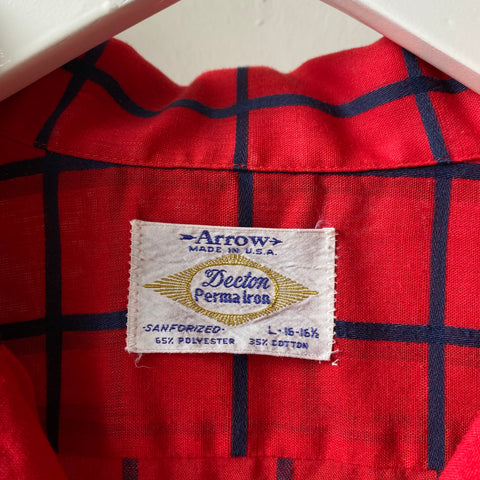 Arrow
MADE IN U.S.A.
Decton
Perma Iron
-SANFORIZED- L-16-16½
65% POLYESTER 35% COTTON